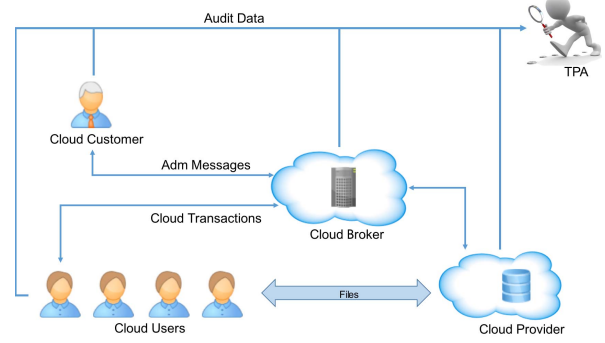 Audit Data
TPA
Cloud Customer
Adm Messages
Cloud Transactions
Cloud Broker
Files
Cloud Users
Cloud Provider